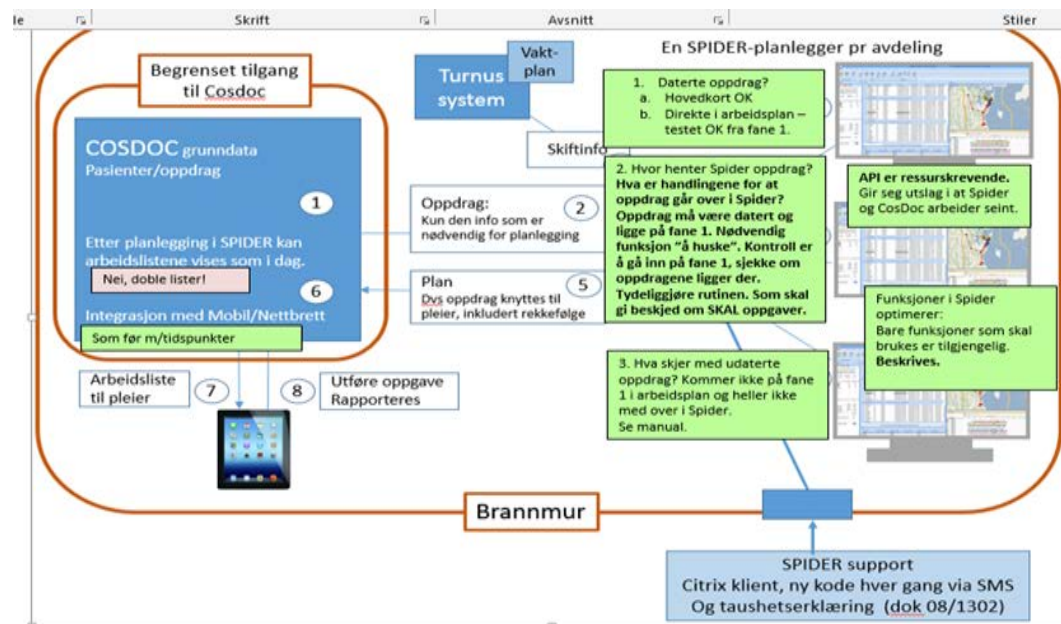 le
Skrift
Avsnitt
Stiler
En SPIDER-planlegger pr avdeling
Begrenset tilgang
til Cosdoc
Turnus
system
Vakt-
plan
Skiftinfo
COSDOC grunndata
Pasienter/oppdrag
1
Etter planlegging i SPIDER kan
arbeidslistene vises som i dag.
Nei, doble lister!
6
Integrasjon med Mobil/Nettbrett
Som før m/tidspunkter
Oppdrag:
Kun den info som er
nødvendig for planlegging
2
Plan
Dvs oppdrag knyttes til
pleier, inkludert rekkefølge
5
1. Daterte oppdrag?
a. Hovedkort OK
b. Direkte i arbeidsplan –
testet OK fra fane 1.
2. Hvor henter Spider oppdrag?
Hva er handlingene for at
oppdrag går over i Spider?
Oppdrag må være datert og
ligge på fane 1. Nødvendig
funksjon ”å huske”. Kontroll er
å gå inn på fane 1, sjekke om
oppdragene ligger der.
Tydeliggjøre rutinen. Som skal
gi beskjed om SKAL oppgaver.
3. Hva skjer med udaterte
oppdrag? Kommer ikke på fane
1 i arbeidsplan og heller ikke
med over i Spider.
Se manual.
API er ressurskrevende.
Gir seg utslag i at Spider
og CosDoc arbeider seint.
Funksjoner i Spider
optimerer:
Bare funksjoner som skal
brukes er tilgjengelig.
Beskrives.
Arbeidsliste
til pleier
7
8
Utføre oppgave
Rapporteres
Brannmur
SPIDER support
Citrix klient, ny kode hver gang via SMS
Og taushetserklæring (dok 08/1302)